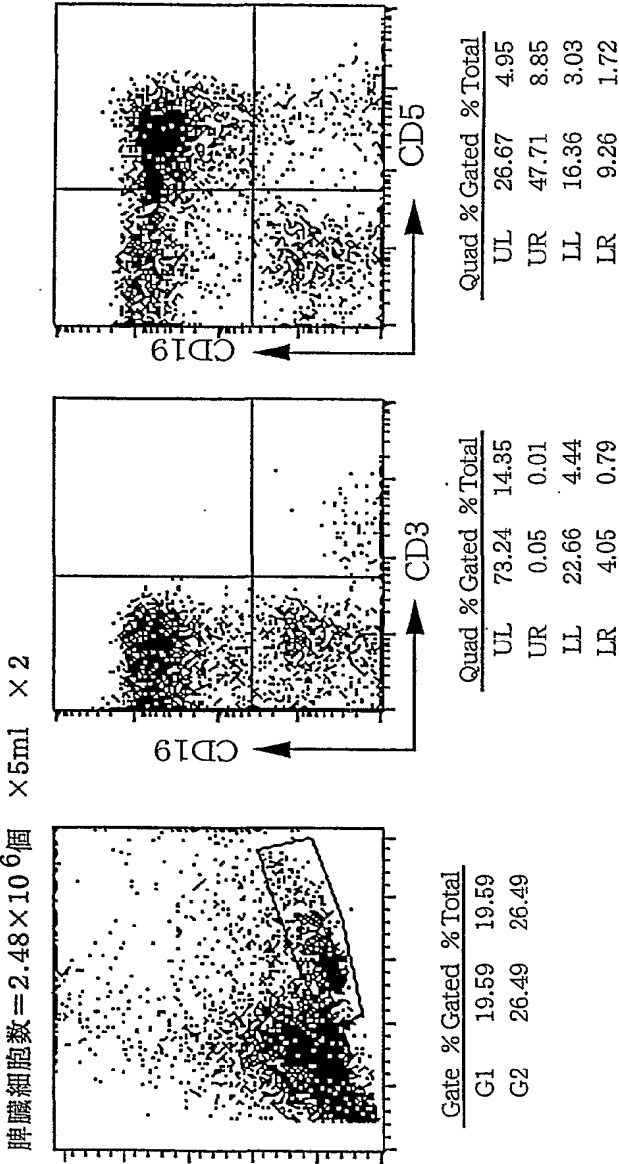 脾臓細胞数＝2.48×10⁶個 ×5ml ×2
Gate % Gated % Total
G1 19.59 19.59
G2 26.49 26.49
CD19
CD3
Quad % Gated % Total
UL 73.24 14.35
UR 0.05 0.01
LL 22.66 4.44
LR 4.05 0.79
CD19
CD5
Quad % Gated % Total
UL 26.67 4.95
UR 47.71 8.85
LL 16.36 3.03
LR 9.26 1.72